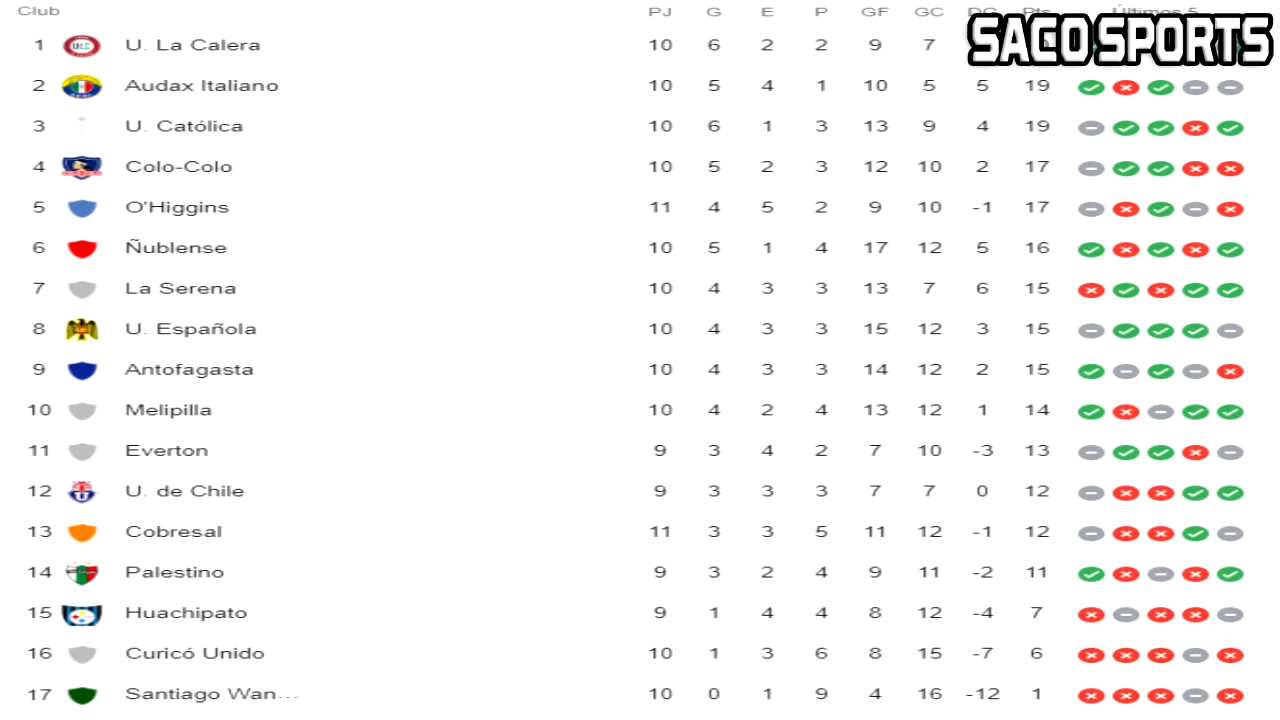 Club PJ G E P GF GC DG Pts Últimos 5
SACO SPORTS
1 U. La Calera 10 6 2 2 9 7
2 Audax Italiano 10 5 4 1 10 5 5 19
3 U. Católica 10 6 1 3 13 9 4 19
4 Colo-Colo 10 5 2 3 12 10 2 17
5 O'Higgins 11 4 5 2 9 10 -1 17
6 Ñublense 10 5 1 4 17 12 5 16
7 La Serena 10 4 3 3 13 7 6 15
8 U. Española 10 4 3 3 15 12 3 15
9 Antofagasta 10 4 3 3 14 12 2 15
10 Melipilla 10 4 2 4 13 12 1 14
11 Everton 9 3 4 2 7 10 -3 13
12 U. de Chile 9 3 3 3 7 7 0 12
13 Cobresal 11 3 3 5 11 12 -1 12
14 Palestino 9 3 2 4 9 11 -2 11
15 Huachipato 9 1 4 4 8 12 -4 7
16 Curicó Unido 10 1 3 6 8 15 -7 6
17 Santiago Wan... 10 0 1 9 4 16 -12 1